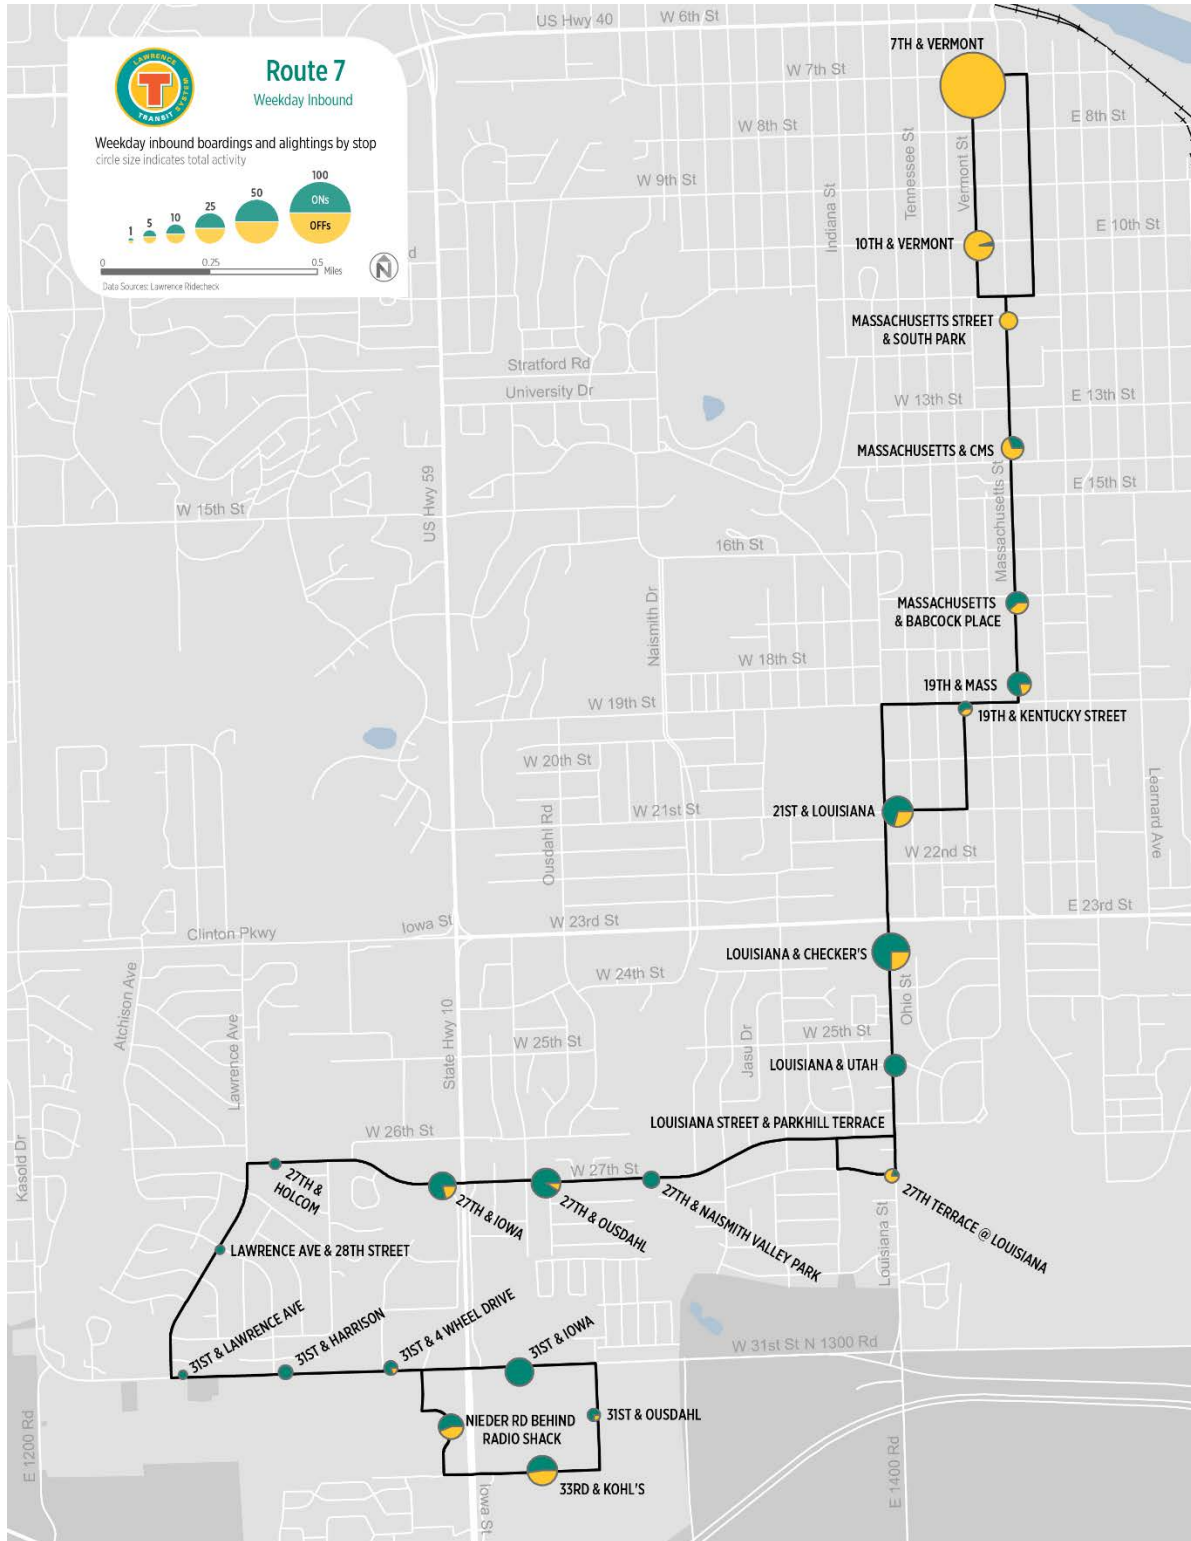 US Hwy 40
W 6th St
7TH & VERMONT
LAWRENCE
TRANSIT SYSTEM
T
Route 7
Weekday Inbound
Weekday inbound boardings and alightings by stop
circle size indicates total activity
1
5
10
25
50
100
ONs
OFFs
0
0.25
0.5
Miles
N
Data Sources: Lawrence Ridecheck
d
W 7th St
W 8th St
E 8th St
W 9th St
Indiana St
Tennessee St
Vermont St
E 10th St
10TH & VERMONT
MASSACHUSETTS STREET
& SOUTH PARK
Stratford Rd
University Dr
W 13th St
E 13th St
MASSACHUSETTS & CMS
Massachusetts St
E 15th St
US Hwy 59
W 15th St
16th St
Naismith Dr
MASSACHUSETTS
& BABCOCK PLACE
W 18th St
19TH & MASS
W 19th St
19TH & KENTUCKY STREET
W 20th St
Ousdahl Rd
W 21st St
21ST & LOUISIANA
Learnard Ave
W 22nd St
E 23rd St
Clinton Pkwy
Iowa St
W 23rd St
LOUISIANA & CHECKER'S
W 24th St
Ohio St
Atchison Ave
Lawrence Ave
State Hwy 10
W 25th St
Jasu Dr
W 25th St
LOUISIANA & UTAH
W 26th St
LOUISIANA STREET & PARKHILL TERRACE
Kasold Dr
27TH &
HOLCOM
W 27th St
27TH & IOWA
27TH & OUSDAHL
27TH & NAISMITH VALLEY PARK
27TH TERRACE @ LOUISIANA
Louisiana St
LAWRENCE AVE & 28TH STREET
31ST & LAWRENCE AVE
31ST & HARRISON
31ST & 4 WHEEL DRIVE
31ST & IOWA
W 31st St N 1300 Rd
31ST & OUSDAHL
NIEDER RD BEHIND
RADIO SHACK
33RD & KOHL'S
E 1200 Rd
Iowa St
E 1400 Rd